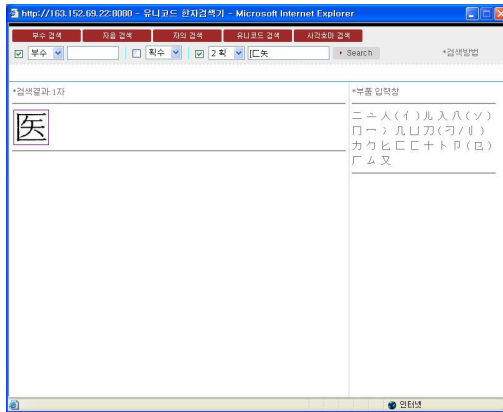 http://163.152.69.22:8080 - 유니코드 한자검색기 - Microsoft Internet Explorer
부수 검색 자음 검색 자의 검색 유니코드 검색 사각호마 검색
부수 획수 2 획 匚矢 Search *검색방법
*검색결과:1자
*부품 입력창
医
二 亠 人 (亻) 儿 入 八 (丷)
冂 冖 冫 几 凵 刀 (刁/刂)
力 勹 匕 匚 匸 十 卜 卩 (㔾)
厂 厶 又
인터넷